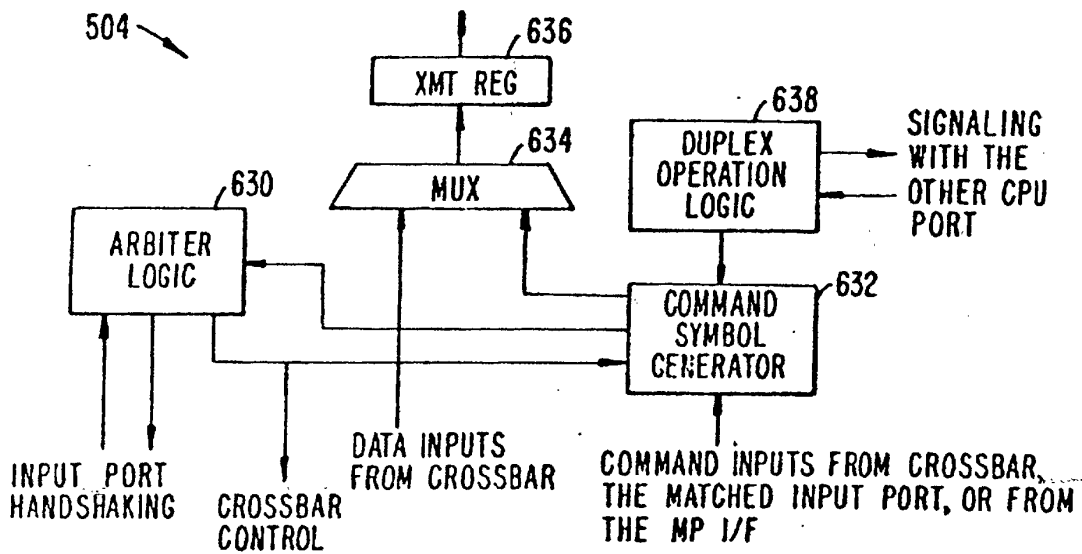 504
636
XMT REG
634
MUX
638
DUPLEX
OPERATION
LOGIC
SIGNALING
WITH THE
OTHER CPU
PORT
630
ARBITER
LOGIC
632
COMMAND
SYMBOL
GENERATOR
INPUT PORT
HANDSHAKING
CROSSBAR
CONTROL
DATA INPUTS
FROM CROSSBAR
COMMAND INPUTS FROM CROSSBAR,
THE MATCHED INPUT PORT, OR FROM
THE MP I/F